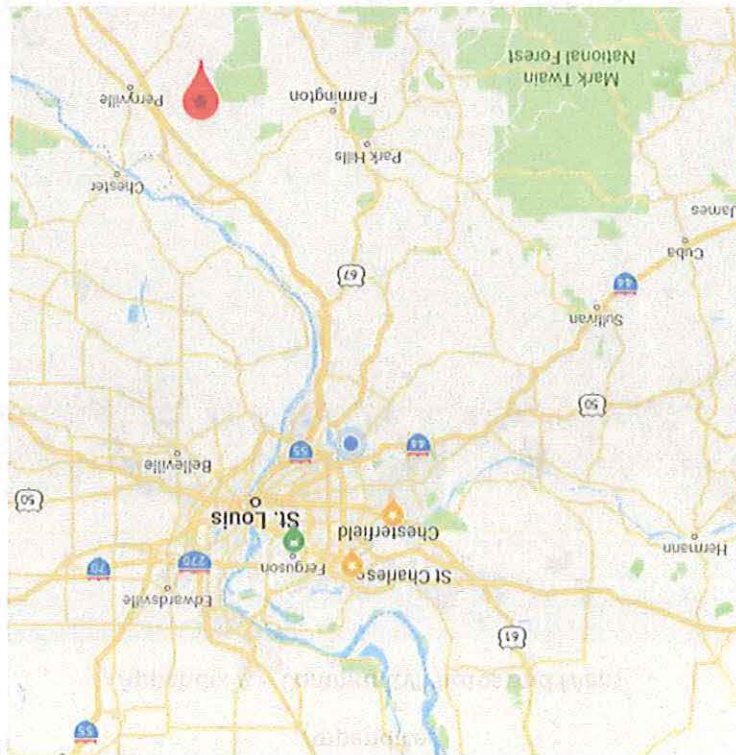 55
61
Edwardsville
St Charles
Ferguson
270
70
Hermann
Chesterfield
St. Louis
50
Belleville
44
55
50
Sullivan
44
67
Cuba
James
Chester
Park Hills
Farmington
Perryville
Mark Twain
National Forest